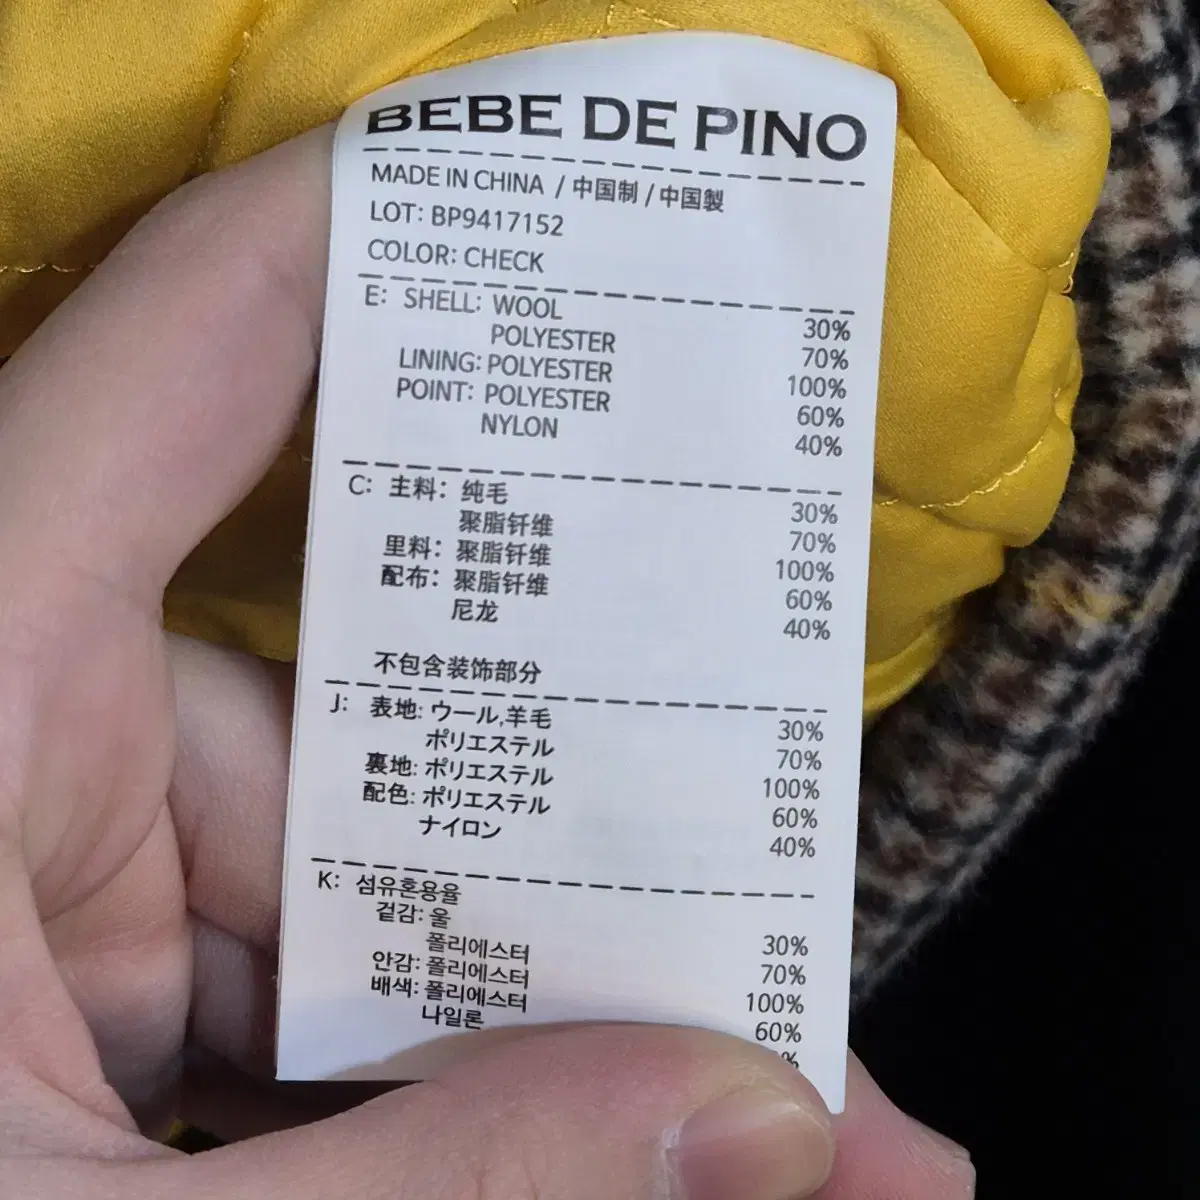 BEBE DE PINO
MADE IN CHINA / 中国制 / 中国製
LOT: BP9417152
COLOR: CHECK
E: SHELL: WOOL 30%
POLYESTER 70%
LINING: POLYESTER 100%
POINT: POLYESTER 60%
NYLON 40%
C: 主料: 纯毛 30%
聚脂钎维 70%
里料: 聚脂钎维 100%
配布: 聚脂钎维 60%
尼龙 40%
不包含装饰部分
J: 表地: ウール,羊毛 30%
ポリエステル 70%
裏地: ポリエステル 100%
配色: ポリエステル 60%
ナイロン 40%
K: 섬유혼용율
겉감: 울 30%
폴리에스터 70%
안감: 폴리에스터 100%
배색: 폴리에스터 60%
나일론 %